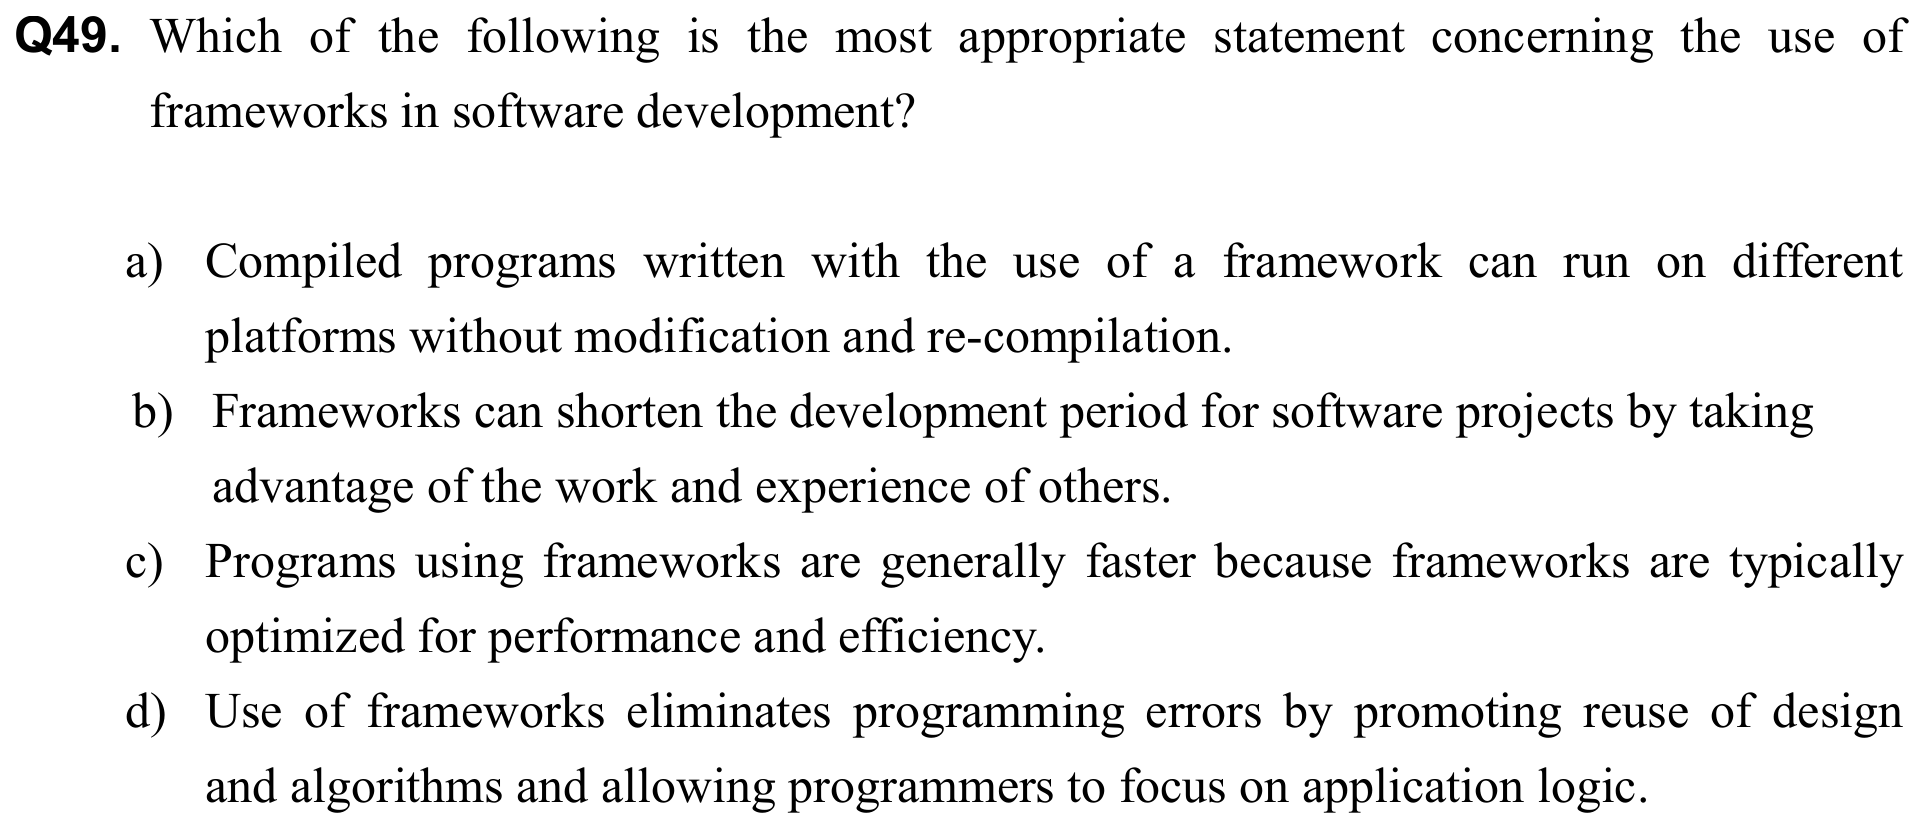 Q49. Which of the following is the most appropriate statement concerning the use of
frameworks in software development?
a) Compiled programs written with the use of a framework can run on different
platforms without modification and re-compilation.
b) Frameworks can shorten the development period for software projects by taking
advantage of the work and experience of others.
c) Programs using frameworks are generally faster because frameworks are typically
optimized for performance and efficiency.
d) Use of frameworks eliminates programming errors by promoting reuse of design
and algorithms and allowing programmers to focus on application logic.